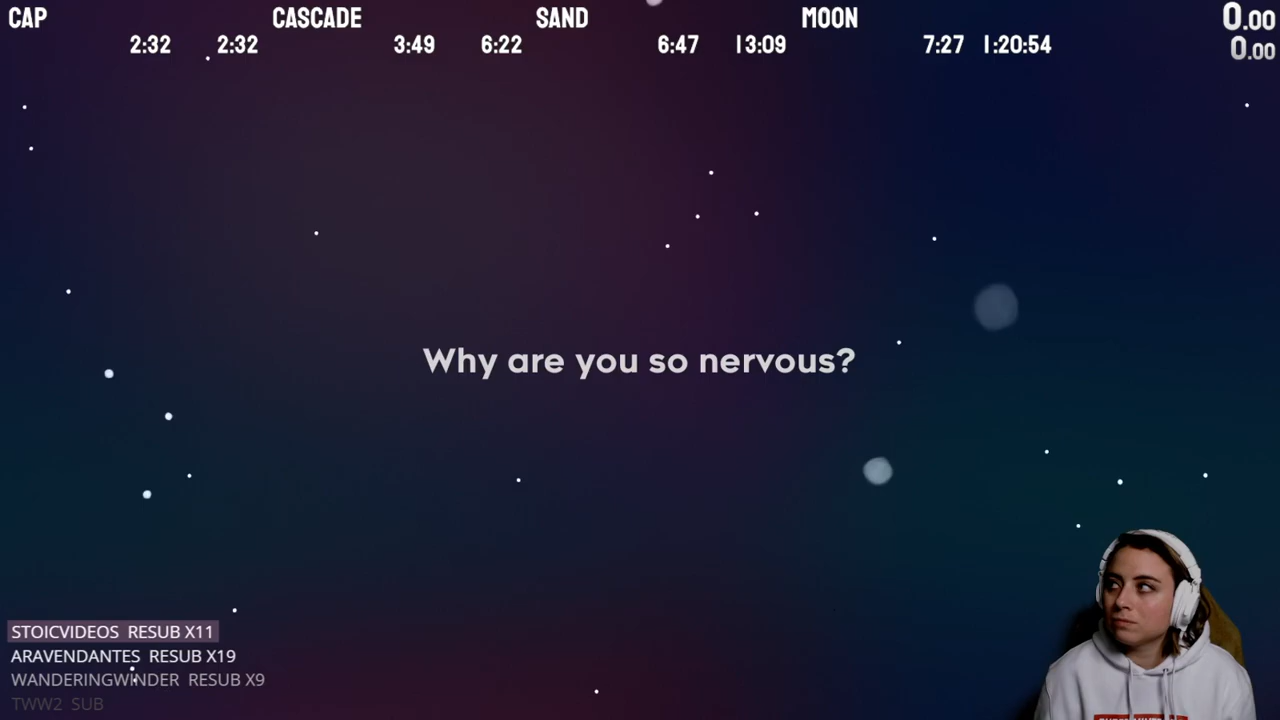 CAP CASCADE SAND MOON 0.00
2:32 2:32 3:49 6:22 6:47 13:09 7:27 1:20:54 0.00
Why are you so nervous?
STOICVIDEOS RESUB X11
ARAVENDANTES RESUB X19
WANDERINGWINDER RESUB X9
TWW2 SUB